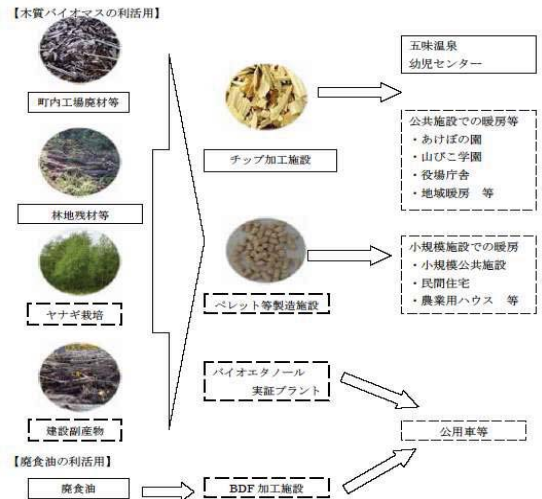 【木質バイオマスの利活用】
町内工場廃材等
林地残材等
ヤナギ栽培
建設副産物
チップ加工施設
ペレット等製造施設
バイオエタノール
実証プラント
五味温泉
幼児センター
公共施設での暖房等
・あけぼの園
・山びこ学園
・役場庁舎
・地域暖房 等
小規模施設での暖房
・小規模公共施設
・民間住宅
・農業用ハウス 等
公用車等
【廃食油の利活用】
廃食油
BDF 加工施設